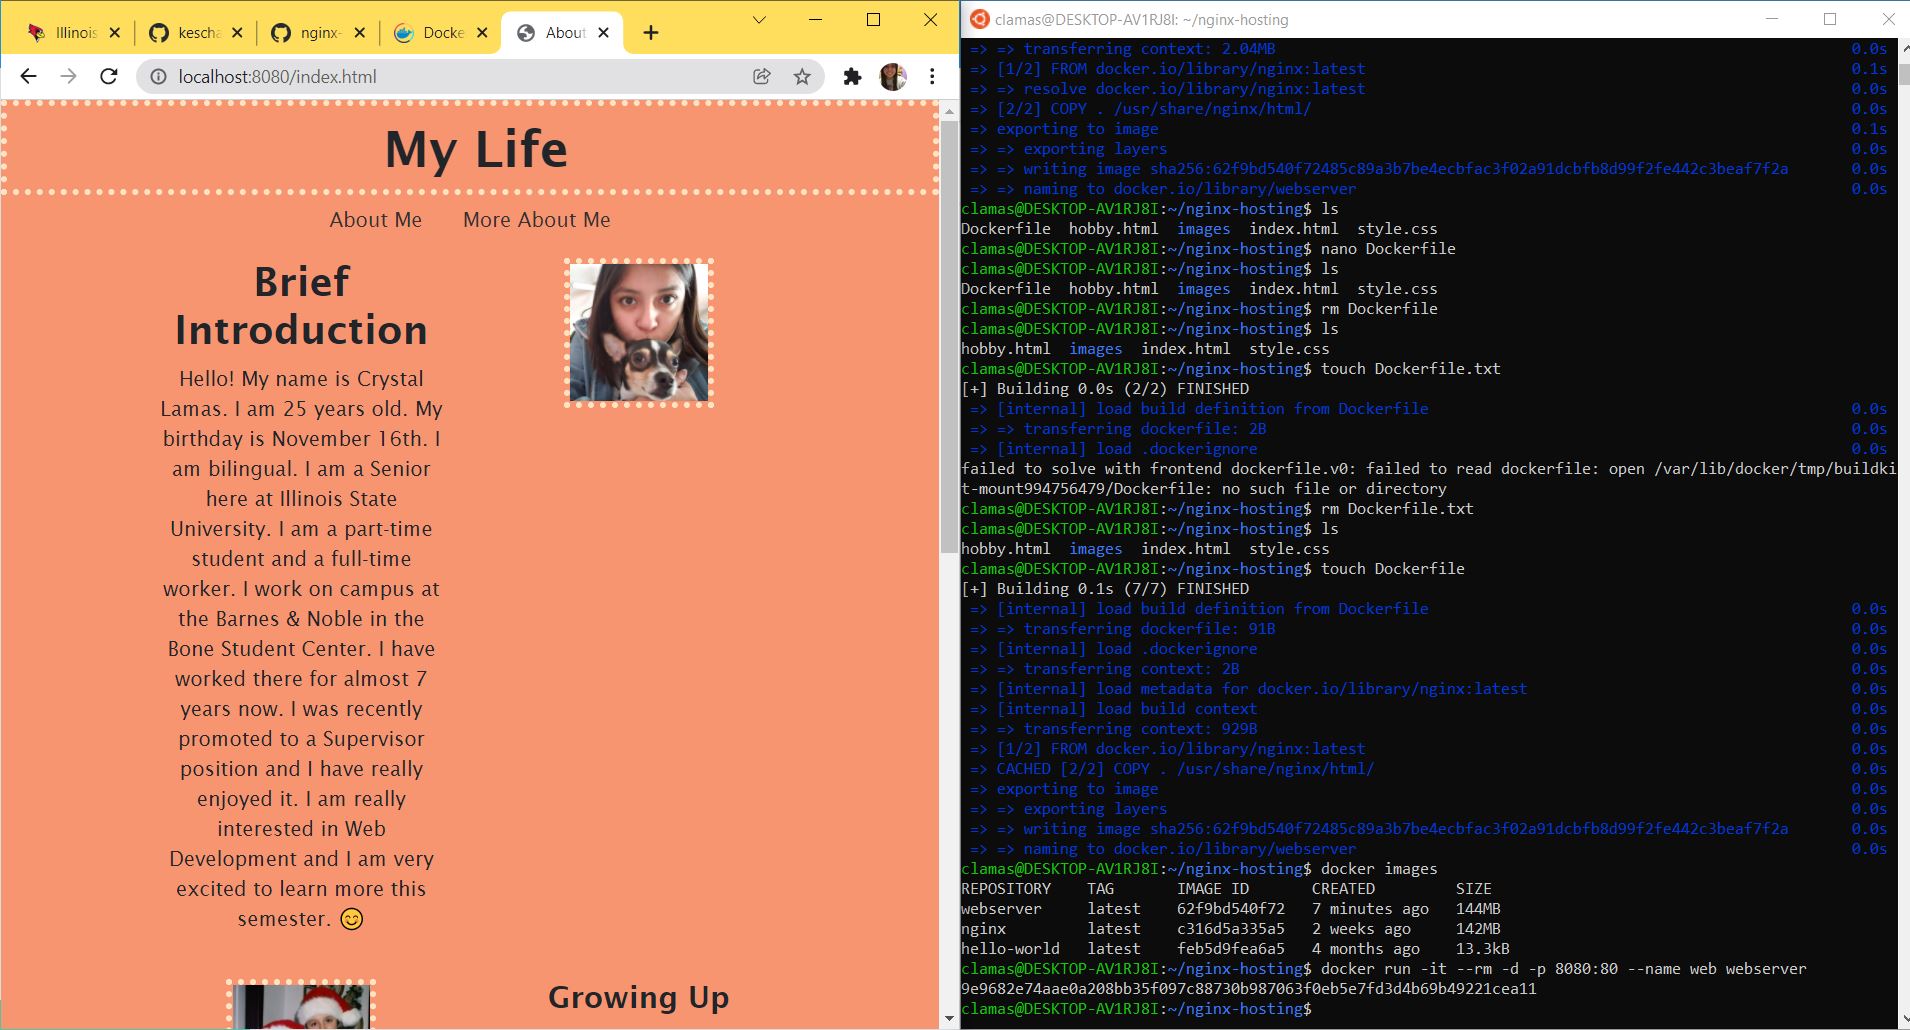 Illinois
kescha
nginx-
Docke
About
localhost:8080/index.html
My Life
About Me More About Me
Brief
Introduction
Hello! My name is Crystal
Lamas. I am 25 years old. My
birthday is November 16th. I
am bilingual. I am a Senior
here at Illinois State
University. I am a part-time
student and a full-time
worker. I work on campus at
the Barnes & Noble in the
Bone Student Center. I have
worked there for almost 7
years now. I was recently
promoted to a Supervisor
position and I have really
enjoyed it. I am really
interested in Web
Development and I am very
excited to learn more this
semester. 😊
Growing Up
clamas@DESKTOP-AV1RJ8I: ~/nginx-hosting
=> => transferring context: 2.04MB 0.0s
=> [1/2] FROM docker.io/library/nginx:latest 0.1s
=> => resolve docker.io/library/nginx:latest 0.0s
=> [2/2] COPY . /usr/share/nginx/html/ 0.0s
=> exporting to image 0.1s
=> => exporting layers 0.0s
=> => writing image sha256:62f9bd540f72485c89a3b7be4ecbfac3f02a91dcbfb8d99f2fe442c3beaf7f2a 0.0s
=> => naming to docker.io/library/webserver 0.0s
clamas@DESKTOP-AV1RJ8I:~/nginx-hosting$ ls
Dockerfile hobby.html images index.html style.css
clamas@DESKTOP-AV1RJ8I:~/nginx-hosting$ nano Dockerfile
clamas@DESKTOP-AV1RJ8I:~/nginx-hosting$ ls
Dockerfile hobby.html images index.html style.css
clamas@DESKTOP-AV1RJ8I:~/nginx-hosting$ rm Dockerfile
clamas@DESKTOP-AV1RJ8I:~/nginx-hosting$ ls
hobby.html images index.html style.css
clamas@DESKTOP-AV1RJ8I:~/nginx-hosting$ touch Dockerfile.txt
[+] Building 0.0s (2/2) FINISHED
=> [internal] load build definition from Dockerfile 0.0s
=> => transferring dockerfile: 2B 0.0s
=> [internal] load .dockerignore 0.0s
failed to solve with frontend dockerfile.v0: failed to read dockerfile: open /var/lib/docker/tmp/buildki
t-mount994756479/Dockerfile: no such file or directory
clamas@DESKTOP-AV1RJ8I:~/nginx-hosting$ rm Dockerfile.txt
clamas@DESKTOP-AV1RJ8I:~/nginx-hosting$ ls
hobby.html images index.html style.css
clamas@DESKTOP-AV1RJ8I:~/nginx-hosting$ touch Dockerfile
[+] Building 0.1s (7/7) FINISHED
=> [internal] load build definition from Dockerfile 0.0s
=> => transferring dockerfile: 91B 0.0s
=> [internal] load .dockerignore 0.0s
=> => transferring context: 2B 0.0s
=> [internal] load metadata for docker.io/library/nginx:latest 0.0s
=> [internal] load build context 0.0s
=> => transferring context: 929B 0.0s
=> [1/2] FROM docker.io/library/nginx:latest 0.0s
=> CACHED [2/2] COPY . /usr/share/nginx/html/ 0.0s
=> exporting to image 0.0s
=> => exporting layers 0.0s
=> => writing image sha256:62f9bd540f72485c89a3b7be4ecbfac3f02a91dcbfb8d99f2fe442c3beaf7f2a 0.0s
=> => naming to docker.io/library/webserver 0.0s
clamas@DESKTOP-AV1RJ8I:~/nginx-hosting$ docker images
REPOSITORY TAG IMAGE ID CREATED SIZE
webserver latest 62f9bd540f72 7 minutes ago 144MB
nginx latest c316d5a335a5 2 weeks ago 142MB
hello-world latest feb5d9fea6a5 4 months ago 13.3kB
clamas@DESKTOP-AV1RJ8I:~/nginx-hosting$ docker run -it --rm -d -p 8080:80 --name web webserver
9e9682e74aae0a208bb35f097c88730b987063f0eb5e7fd3d4b69b49221cea11
clamas@DESKTOP-AV1RJ8I:~/nginx-hosting$